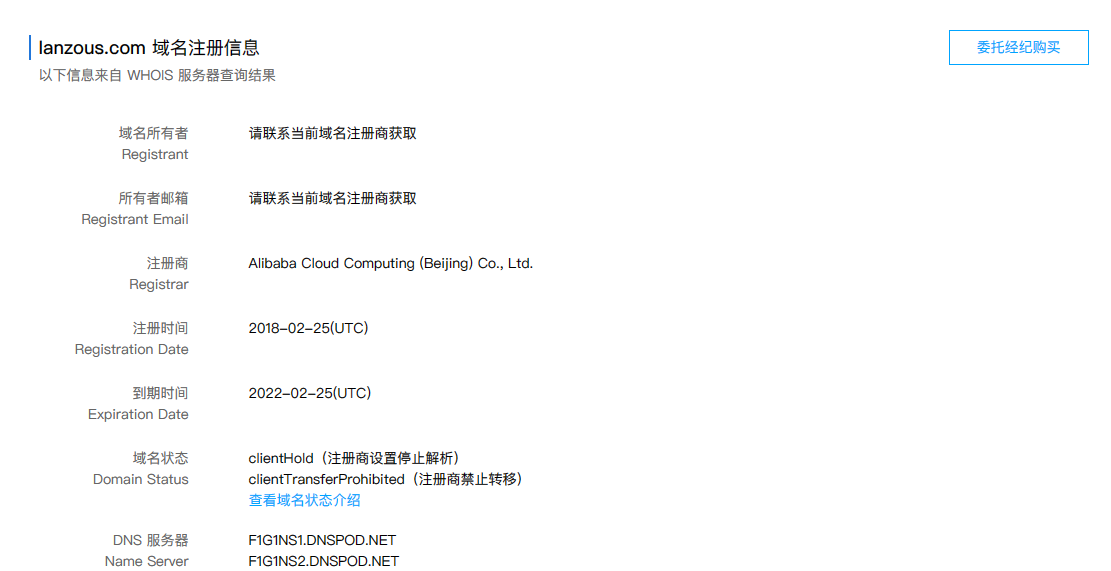 lanzous.com 域名注册信息
委托经纪购买
以下信息来自 WHOIS 服务器查询结果
域名所有者
请联系当前域名注册商获取
Registrant
所有者邮箱
请联系当前域名注册商获取
Registrant Email
注册商
Alibaba Cloud Computing (Beijing) Co., Ltd.
Registrar
注册时间
2018-02-25(UTC)
Registration Date
到期时间
2022-02-25(UTC)
Expiration Date
域名状态
clientHold（注册商设置停止解析）
Domain Status
clientTransferProhibited（注册商禁止转移）
查看域名状态介绍
DNS 服务器
F1G1NS1.DNSPOD.NET
Name Server
F1G1NS2.DNSPOD.NET